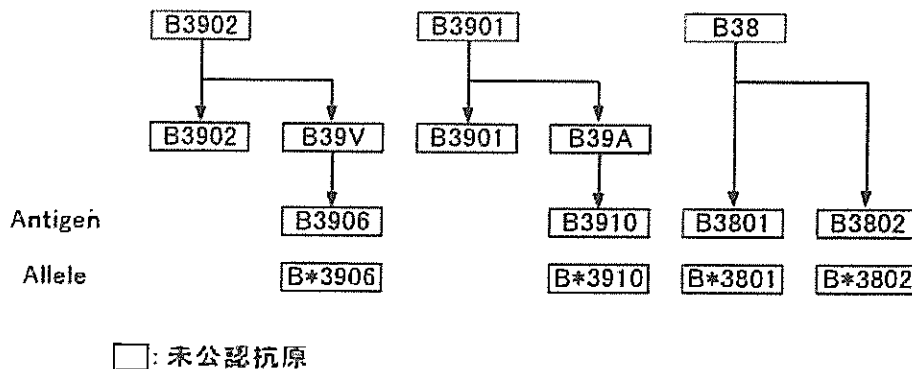 B3902 B3901 B38
B3902 B39V B3901 B39A
Antigen B3906 B3910 B3801 B3802
Allele B*3906 B*3910 B*3801 B*3802
: 未公認抗原